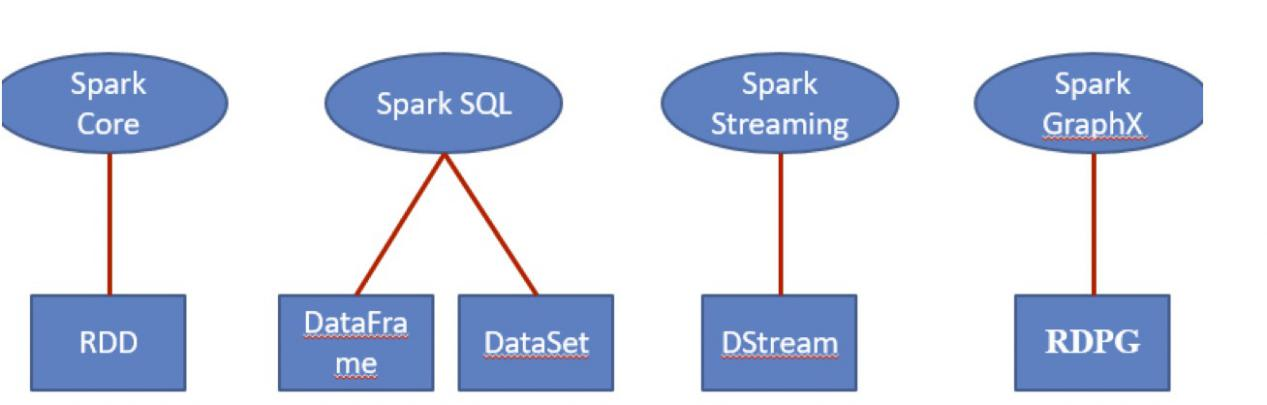 Spark
Core
Spark SQL
Spark
Streaming
Spark
GraphX
RDD
DataFra
me
DataSet
DStream
RDPG